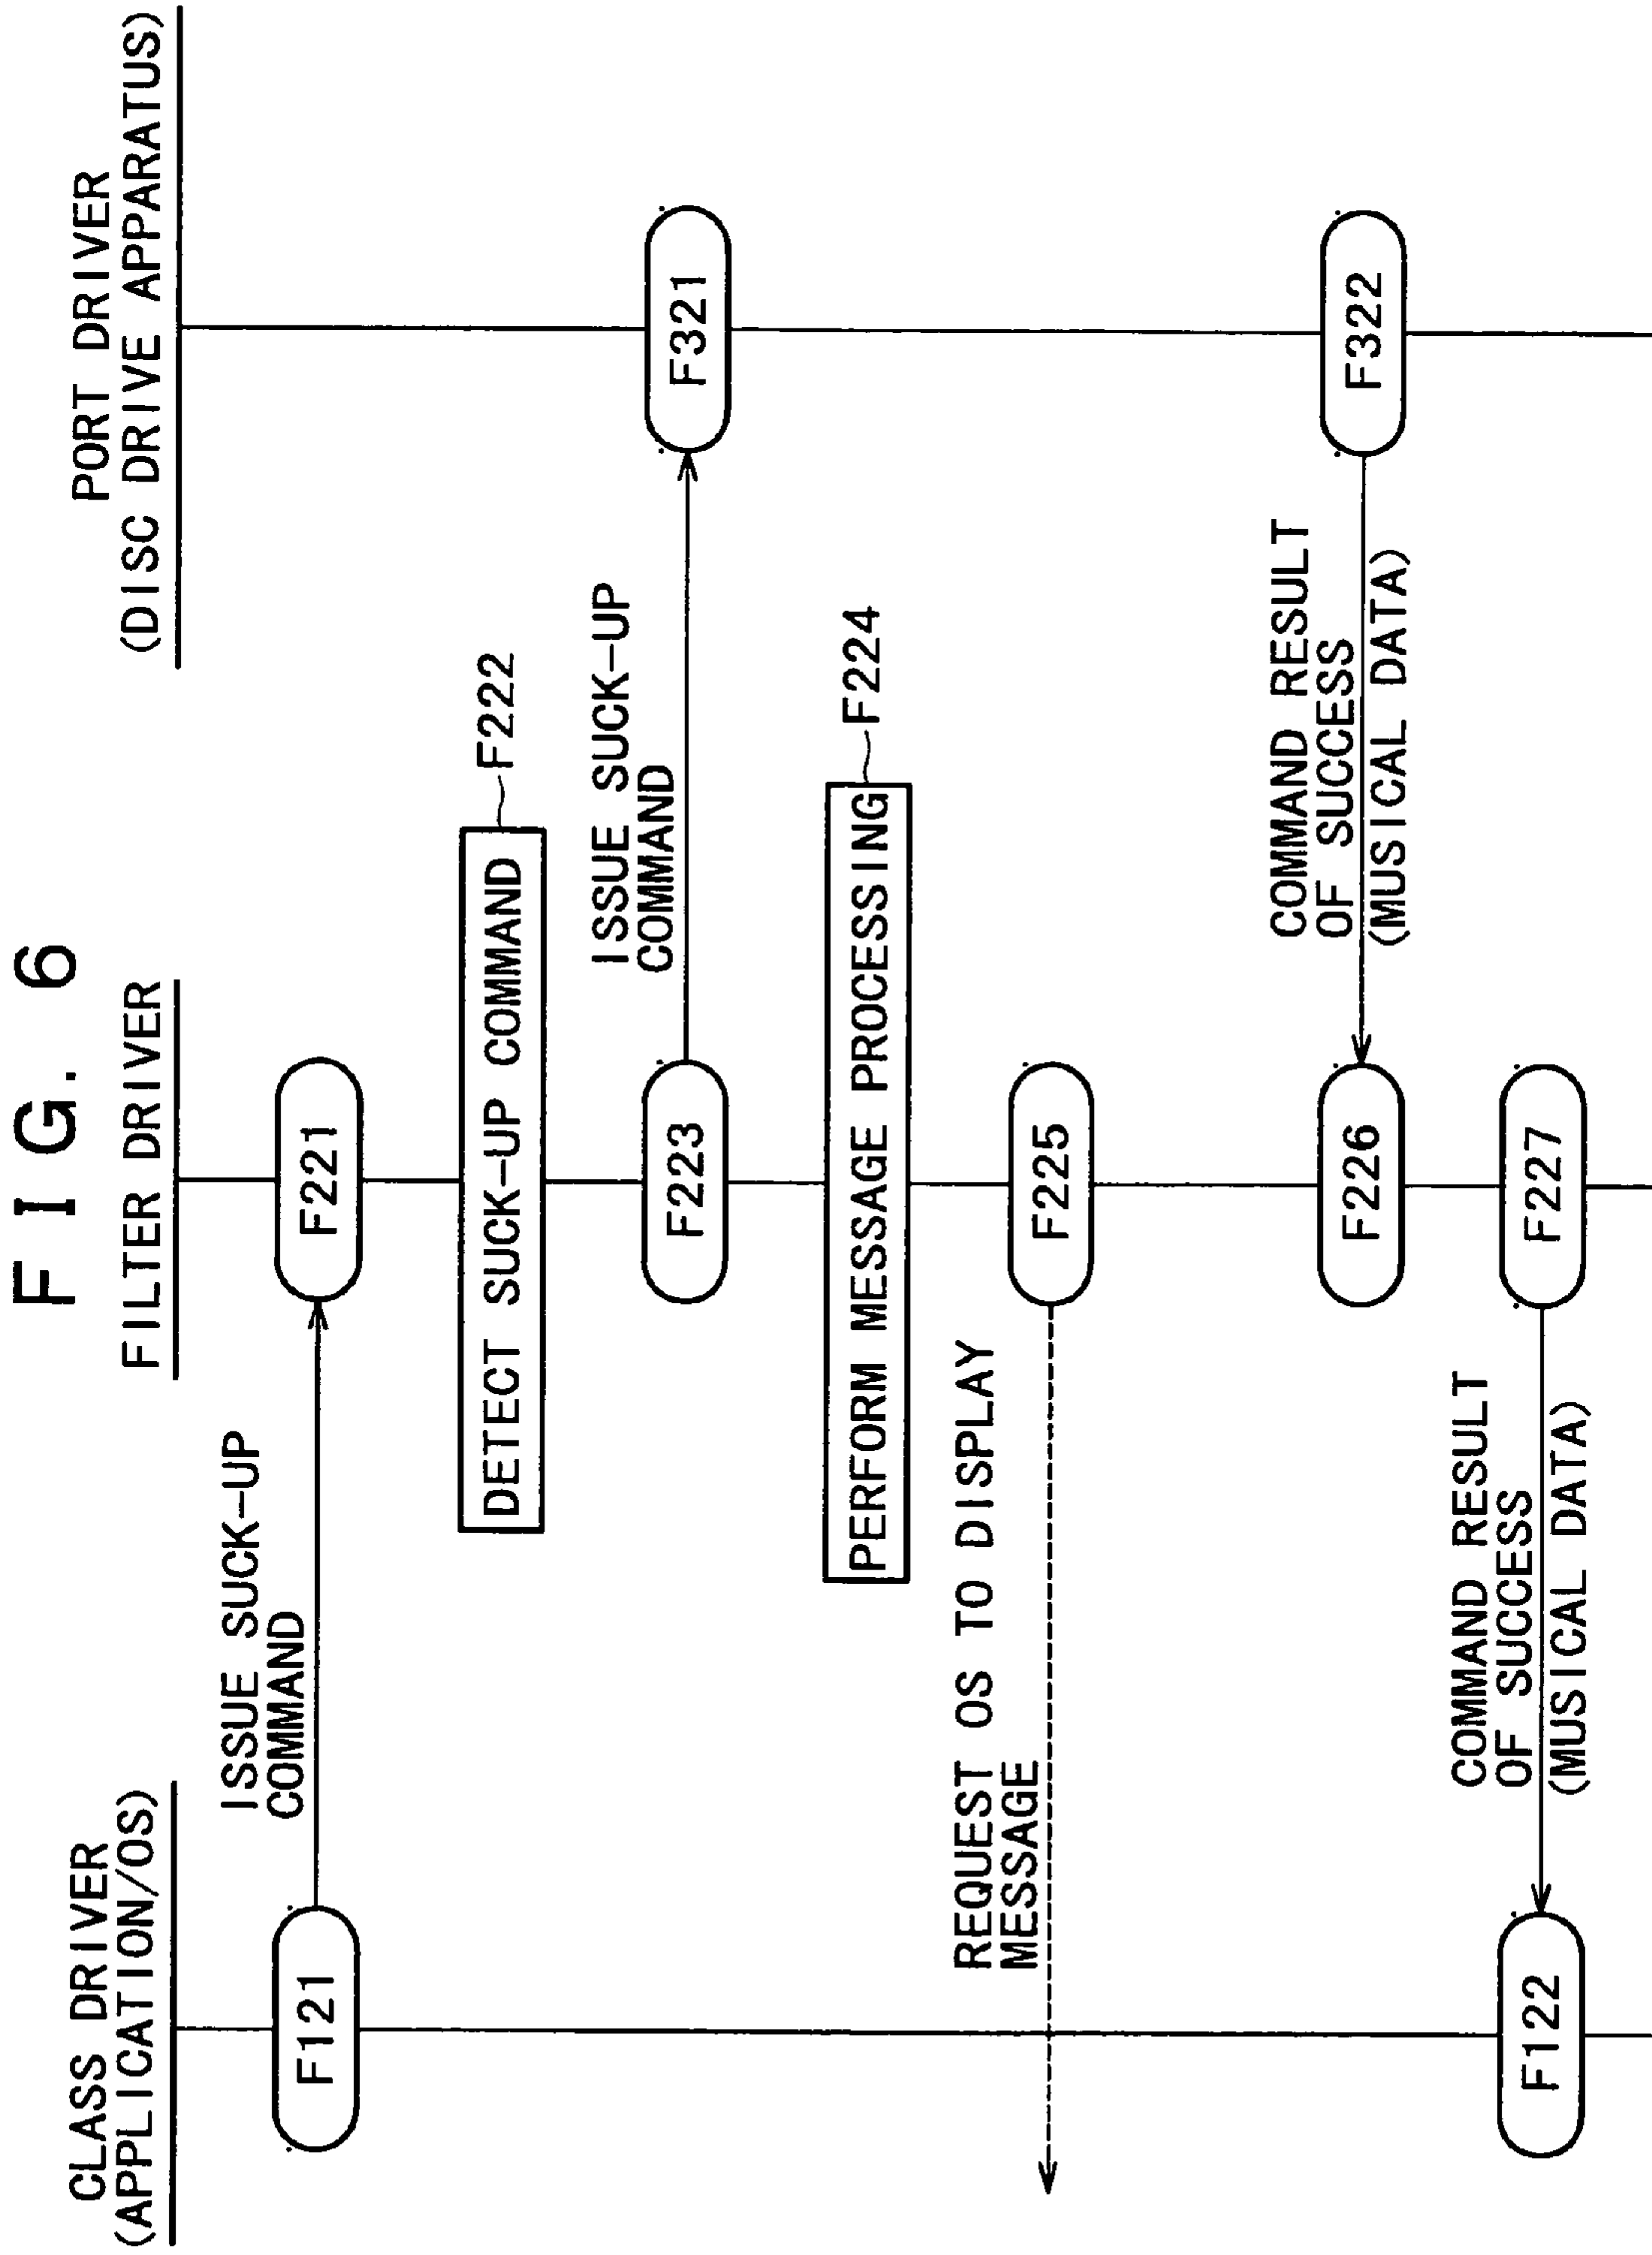 FIG. 6
CLASS DRIVER
(APPLICATION/OS)
FILTER DRIVER
PORT DRIVER
(DISC DRIVE APPARATUS)
F121
ISSUE SUCK-UP
COMMAND
F221
DETECT SUCK-UP COMMAND
F222
F223
ISSUE SUCK-UP
COMMAND
F321
PERFORM MESSAGE PROCESSING
F224
REQUEST OS TO DISPLAY
MESSAGE
F225
F226
COMMAND RESULT
OF SUCCESS
(MUSICAL DATA)
F322
F122
COMMAND RESULT
OF SUCCESS
(MUSICAL DATA)
F227